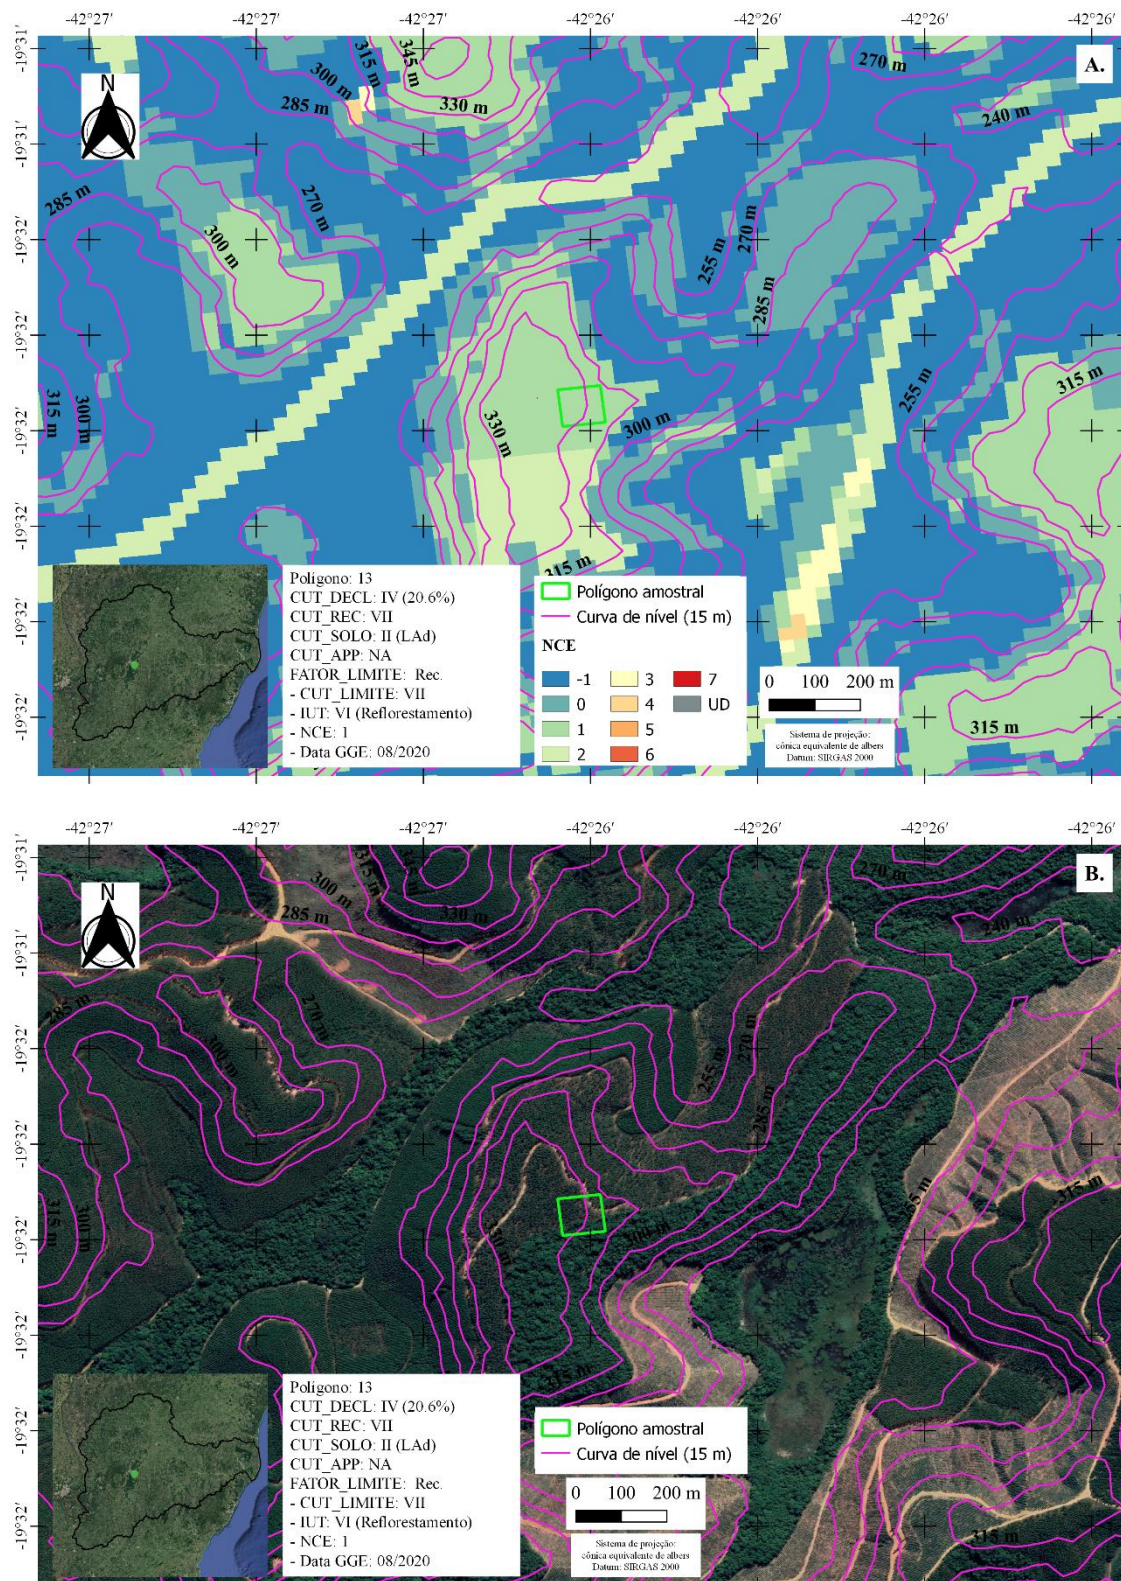 -42°27' -42°27' -42°27' -42°26' -42°26' -42°26' -42°26'
-19°31'
-19°31'
-19°32'
-19°32'
-19°32'
-19°32'
-19°32'
-19°32'
A.
N
345 m
315 m
300 m
285 m
330 m
270 m
240 m
285 m
270 m
300 m
270 m
255 m
285 m
255 m
315 m
315 m
300 m
330 m
300 m
315 m
315 m
Polígono: 13
CUT_DECL: IV (20.6%)
CUT_REC: VII
CUT_SOLO: II (LAd)
CUT_APP: NA
FATOR_LIMITE: Rec.
- CUT_LIMITE: VII
- IUT: VI (Reflorestamento)
- NCE: 1
- Data GGE: 08/2020
Polígono amostral
Curva de nível (15 m)
NCE
-1 3 7
0 4 UD
1 5
2 6
0 100 200 m
Sistema de projeção:
cônica equivalente de albers
Datum: SIRGAS 2000
-42°27' -42°27' -42°27' -42°26' -42°26' -42°26' -42°26'
-19°31'
-19°31'
-19°32'
-19°32'
-19°32'
-19°32'
-19°32'
-19°32'
B.
N
315 m
300 m
285 m
330 m
270 m
240 m
285 m
270 m
300 m
255 m
270 m
285 m
255 m
315 m
315 m
300 m
330 m
300 m
315 m
315 m
Polígono: 13
CUT_DECL: IV (20.6%)
CUT_REC: VII
CUT_SOLO: II (LAd)
CUT_APP: NA
FATOR_LIMITE: Rec.
- CUT_LIMITE: VII
- IUT: VI (Reflorestamento)
- NCE: 1
- Data GGE: 08/2020
Polígono amostral
Curva de nível (15 m)
0 100 200 m
Sistema de projeção:
cônica equivalente de albers
Datum: SIRGAS 2000